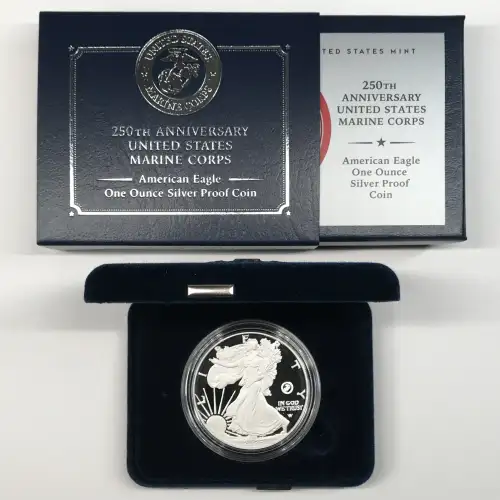 UNITED STATES
MARINE CORPS
250TH ANNIVERSARY
UNITED STATES
MARINE CORPS
American Eagle
One Ounce Silver Proof Coin
UNITED STATES MINT
250TH
ANNIVERSARY
UNITED STATES
MARINE CORPS
American Eagle
One Ounce
Silver Proof
Coin
LIBERTY
IN GOD
WE TRUST
W